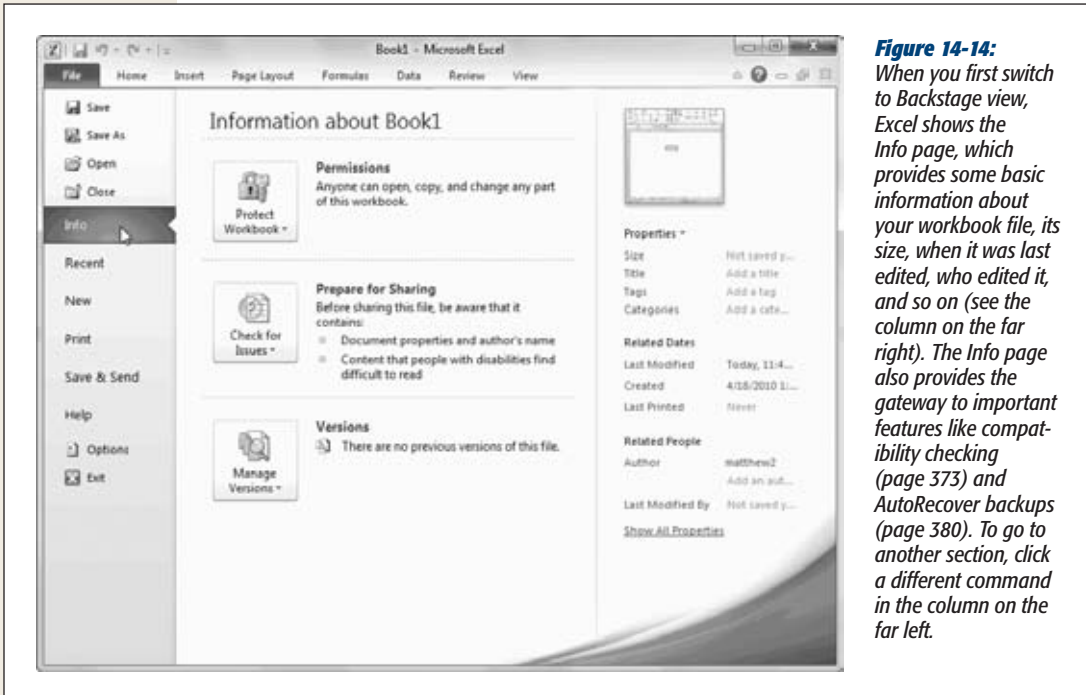 Book1 - Microsoft Excel
File Home Insert Page Layout Formulas Data Review View
Save
Save As
Open
Close
Info
Recent
New
Print
Save & Send
Help
Options
Exit
Information about Book1
Protect
Workbook
Permissions
Anyone can open, copy, and change any part
of this workbook.
Check for
Issues
Prepare for Sharing
Before sharing this file, be aware that it
contains:
Document properties and author's name
Content that people with disabilities find
difficult to read
Manage
Versions
Versions
There are no previous versions of this file.
Properties
Size Not saved y...
Title Add a title
Tags Add a tag
Categories Add a cate...
Related Dates
Last Modified Today, 11:4...
Created 4/18/2010 1:...
Last Printed Never
Related People
Author matthew2
Add an aut...
Last Modified By Not saved y...
Show All Properties
Figure 14-14:
When you first switch
to Backstage view,
Excel shows the
Info page, which
provides some basic
information about
your workbook file, its
size, when it was last
edited, who edited it,
and so on (see the
column on the far
right). The Info page
also provides the
gateway to important
features like compat-
ibility checking
(page 373) and
AutoRecover backups
(page 380). To go to
another section, click
a different command
in the column on the
far left.